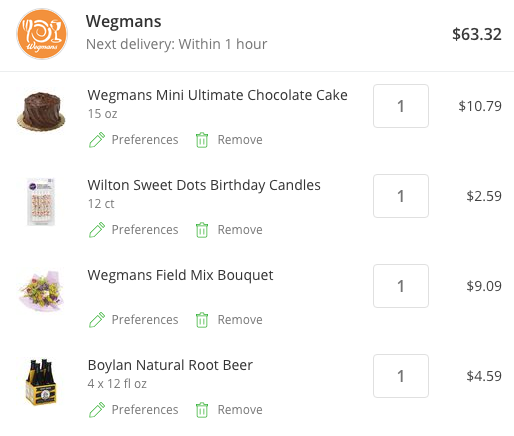 Wegmans
Wegmans
Next delivery: Within 1 hour
$63.32
Wegmans Mini Ultimate Chocolate Cake
15 oz
1
$10.79
Preferences
Remove
Wilton Sweet Dots Birthday Candles
12 ct
1
$2.59
Preferences
Remove
Wegmans Field Mix Bouquet
1
$9.09
Preferences
Remove
Boylan Natural Root Beer
4 x 12 fl oz
1
$4.59
Preferences
Remove